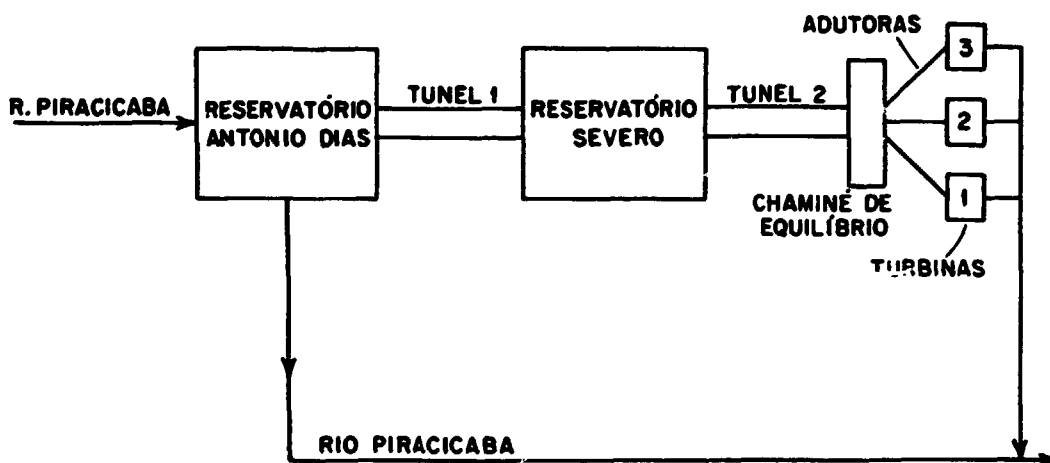 ADUTORAS
3
R. PIRACICABA
RESERVATÓRIO
ANTONIO DIAS
TUNEL 1
RESERVATÓRIO
SEVERO
TUNEL 2
2
1
CHAMINÉ DE
EQUILÍBRIO
TURBINAS
RIO PIRACICABA